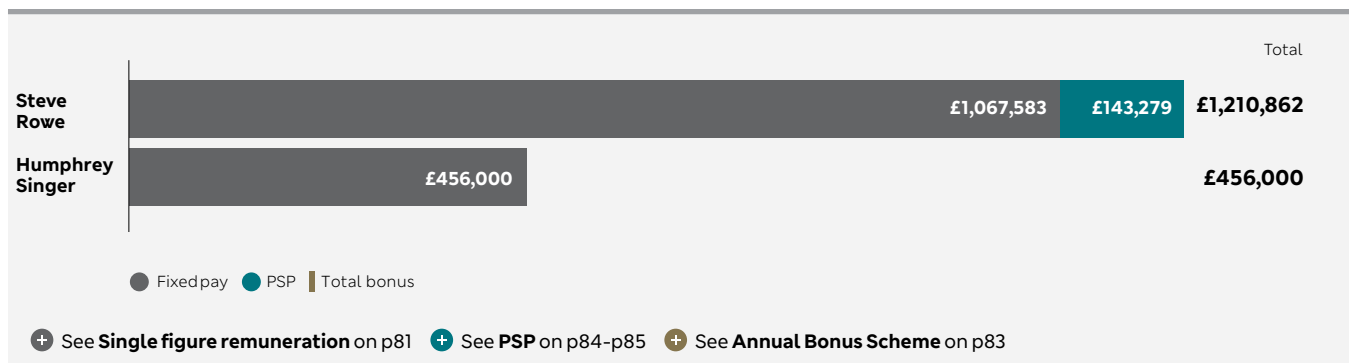 Total
Steve
Rowe
£1,067,583 £143,279 £1,210,862
Humphrey
Singer
£456,000 £456,000
Fixed pay PSP Total bonus
See Single figure remuneration on p81 See PSP on p84-p85 See Annual Bonus Scheme on p83